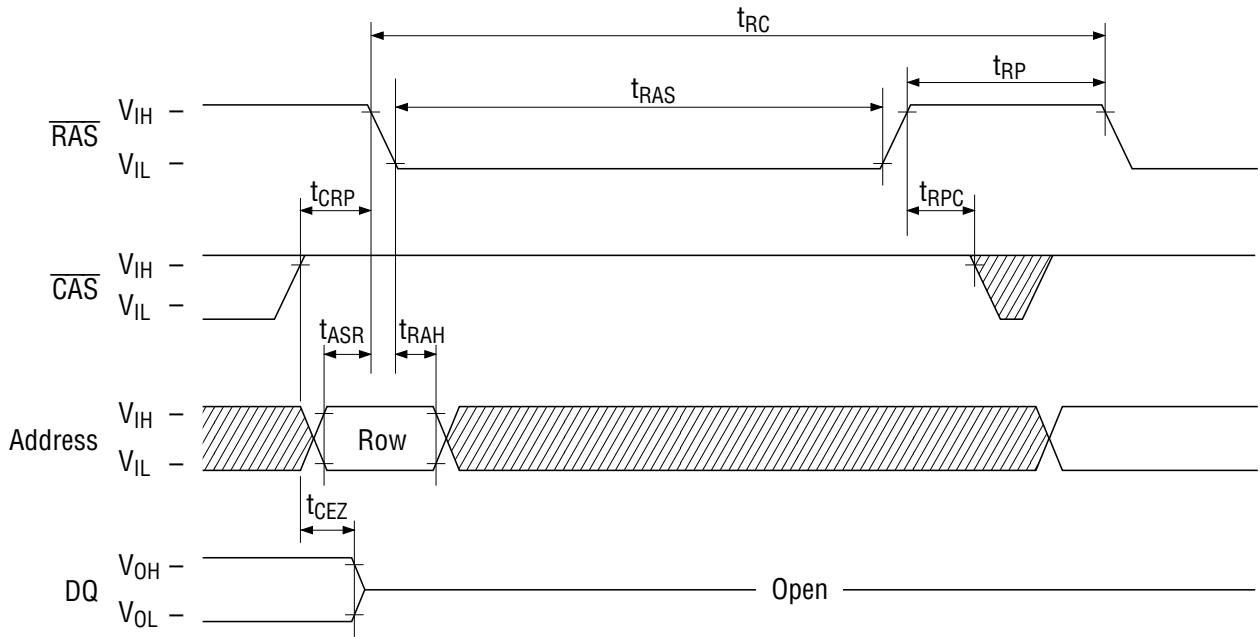 tRC
tRP
tRAS
VIH
RAS
VIL
tCRP
tRPC
VIH
CAS
VIL
tASR
tRAH
VIH
Address
Row
VIL
tCEZ
VOH
DQ
Open
VOL